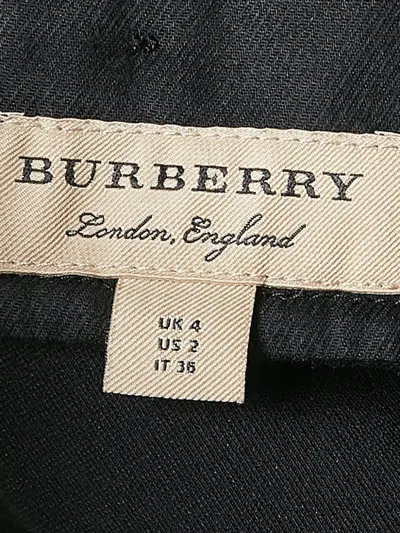 BURBERRY
London, England
UK 4
US 2
IT 36